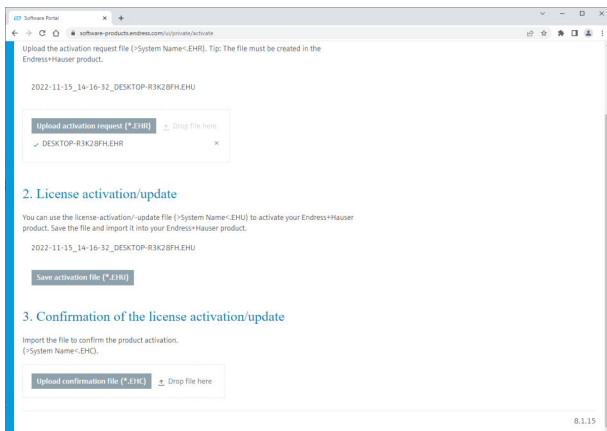 Software Portal
software-products.endress.com/ui/private/activate
Upload the activation request file (>System Name<.EHR). Tip: The file must be created in the
Endress+Hauser product.
2022-11-15_14-16-32_DESKTOP-R3K28FH.EHU
Upload activation request (*.EHR) Drop file here
DESKTOP-R3K28FH.EHR
2. License activation/update
You can use the license-activation/-update file (>System Name<.EHU) to activate your Endress+Hauser
product. Save the file and import it into your Endress+Hauser product.
2022-11-15_14-16-32_DESKTOP-R3K28FH.EHU
Save activation file (*.EHU)
3. Confirmation of the license activation/update
Import the file to confirm the product activation.
(>System Name<.EHC).
Upload confirmation file (*.EHC) Drop file here
8.1.15